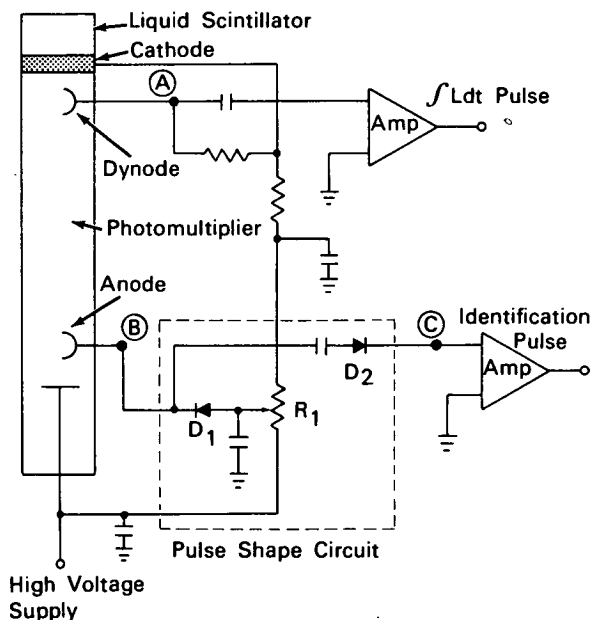 Liquid Scintillator
Cathode
A
∫Ldt Pulse
Amp
Dynode
Photomultiplier
Anode
B
C
Identification
Pulse
Amp
D2
D1
R1
Pulse Shape Circuit
High Voltage
Supply